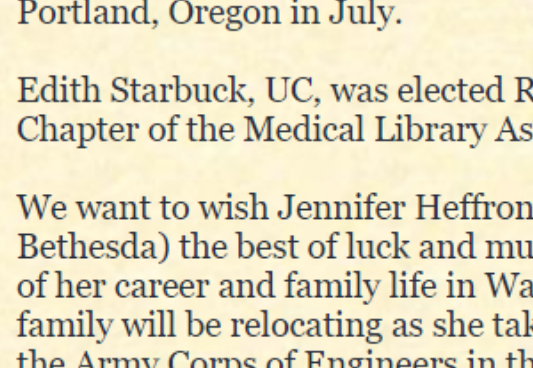 Portland, Oregon in July.
Edith Starbuck, UC, was elected R
Chapter of the Medical Library As
We want to wish Jennifer Heffron
Bethesda) the best of luck and mu
of her career and family life in Wa
family will be relocating as she tak
the Army Corps of Engineers in th